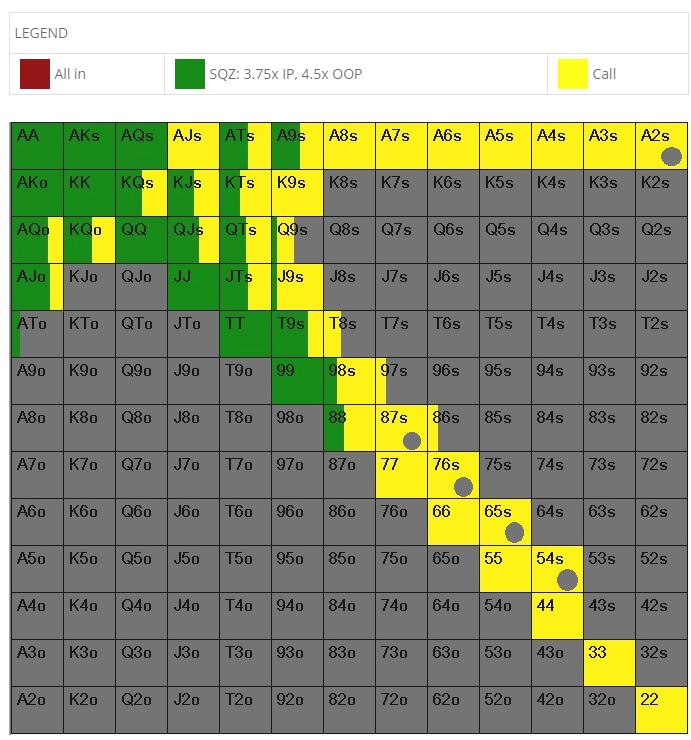 LEGEND
All in SQZ: 3.75x IP, 4.5x OOP Call
AA AKs AQs AJs ATs A9s A8s A7s A6s A5s A4s A3s A2s
AKo KK KQs KJs KTs K9s K8s K7s K6s K5s K4s K3s K2s
AQo KQo QQ QJs QTs Q9s Q8s Q7s Q6s Q5s Q4s Q3s Q2s
AJo KJo QJo JJ JTs J9s J8s J7s J6s J5s J4s J3s J2s
ATo KTo QTo JTo TT T9s T8s T7s T6s T5s T4s T3s T2s
A9o K9o Q9o J9o T9o 99 98s 97s 96s 95s 94s 93s 92s
A8o K8o Q8o J8o T8o 98o 88 87s 86s 85s 84s 83s 82s
A7o K7o Q7o J7o T7o 97o 87o 77 76s 75s 74s 73s 72s
A6o K6o Q6o J6o T6o 96o 86o 76o 66 65s 64s 63s 62s
A5o K5o Q5o J5o T5o 95o 85o 75o 65o 55 54s 53s 52s
A4o K4o Q4o J4o T4o 94o 84o 74o 64o 54o 44 43s 42s
A3o K3o Q3o J3o T3o 93o 83o 73o 63o 53o 43o 33 32s
A2o K2o Q2o J2o T2o 92o 82o 72o 62o 52o 42o 32o 22